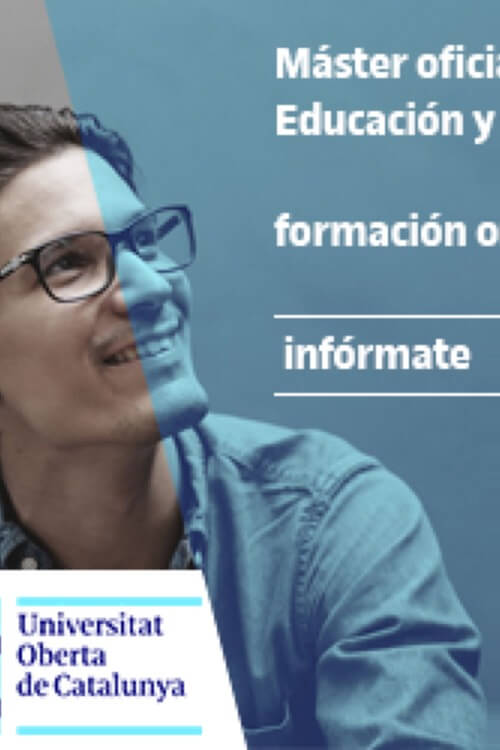 Máster oficia
Educación y
formación o
infórmate
Universitat
Oberta
de Catalunya